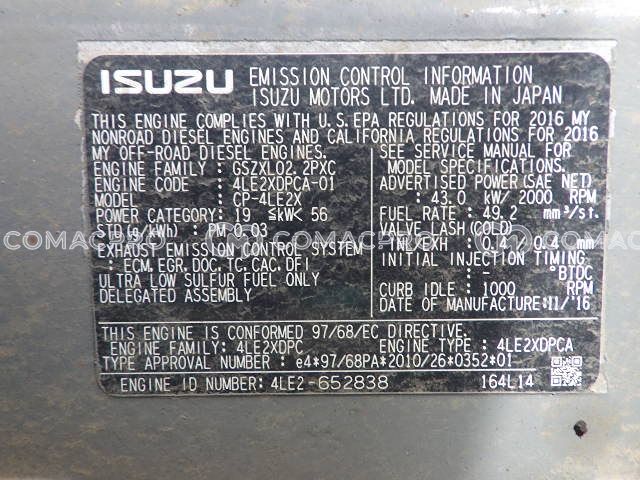 ISUZU EMISSION CONTROL INFORMATION
ISUZU MOTORS LTD. MADE IN JAPAN
THIS ENGINE COMPLIES WITH U.S. EPA REGULATIONS FOR 2016 MY
NONROAD DIESEL ENGINES AND CALIFORNIA REGULATIONS FOR 2016
MY OFF-ROAD DIESEL ENGINES.
ENGINE FAMILY : GSZXL02.2PXC
ENGINE CODE : 4LE2XDPCA-01
MODEL : CP-4LE2X
POWER CATEGORY: 19 ≤kW< 56
STD(g/kWh) : PM 0.03
EXHAUST EMISSION CONTROL SYSTEM
: ECM, EGR, DOC, TC, CAC, DFI
ULTRA LOW SULFUR FUEL ONLY
DELEGATED ASSEMBLY
SEE SERVICE MANUAL FOR
MODEL SPECIFICATIONS.
ADVERTISED POWER(SAE NET)
: 43.0 kW/ 2000 RPM
FUEL RATE: 49.2 mm³/st.
VALVE LASH (COLD)
INL/EXH : 0.4 / 0.4 mm
INITIAL INJECTION TIMING
: - °BTDC
CURB IDLE : 1000 RPM
DATE OF MANUFACTURE:11/'16
THIS ENGINE IS CONFORMED 97/68/EC DIRECTIVE.
ENGINE FAMILY: 4LE2XDPC ENGINE TYPE : 4LE2XDPCA
TYPE APPROVAL NUMBER : e4*97/68PA*2010/26*0352*01
ENGINE ID NUMBER: 4LE2-652838 164L14